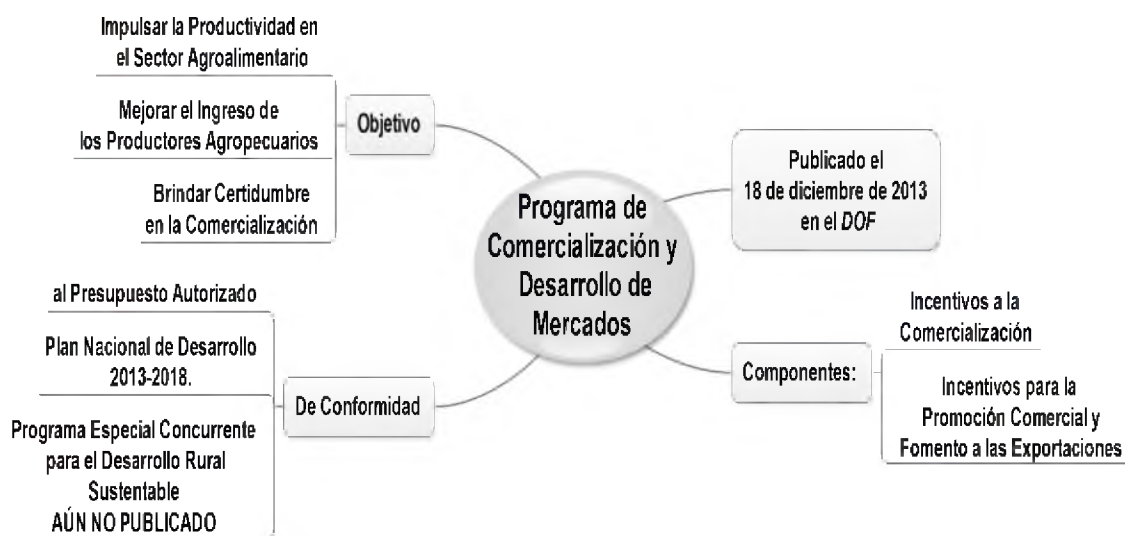 Impulsar la Productividad en
el Sector Agroalimentario
Mejorar el Ingreso de
los Productores Agropecuarios
Brindar Certidumbre
en la Comercialización
Objetivo
Programa de
Comercialización y
Desarrollo de
Mercados
Publicado el
18 de diciembre de 2013
en el DOF
al Presupuesto Autorizado
Plan Nacional de Desarrollo
2013-2018.
Programa Especial Concurrente
para el Desarrollo Rural
Sustentable
AÚN NO PUBLICADO
De Conformidad
Componentes:
Incentivos a la
Comercialización
Incentivos para la
Promoción Comercial y
Fomento a las Exportaciones